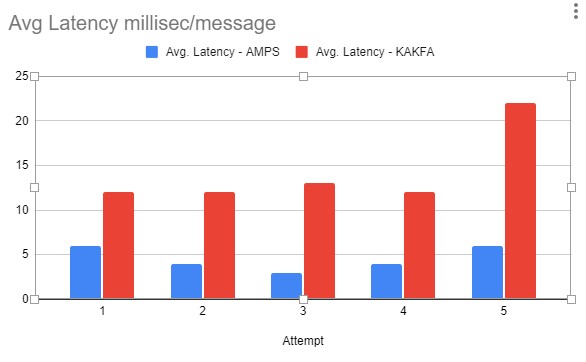 Avg Latency millisec/message
Avg. Latency - AMPS Avg. Latency - KAKFA
25
20
15
10
5
0
1 2 3 4 5
Attempt